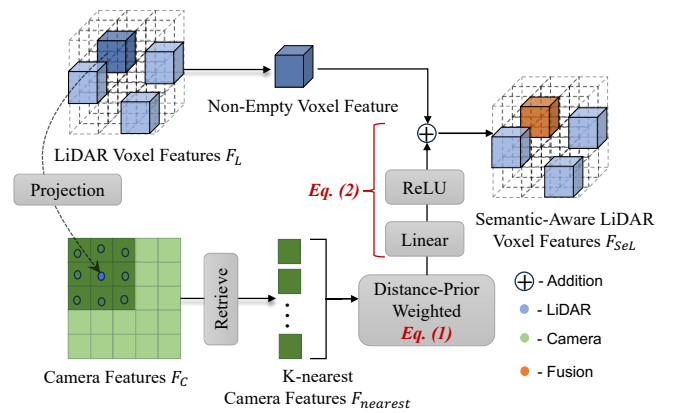 Non-Empty Voxel Feature
LiDAR Voxel Features F_L
Projection
Eq. (2)
ReLU
Linear
Semantic-Aware LiDAR
Voxel Features F_SeL
Retrieve
Distance-Prior
Weighted
Eq. (1)
Camera Features F_C
K-nearest
Camera Features F_nearest
- Addition
- LiDAR
- Camera
- Fusion